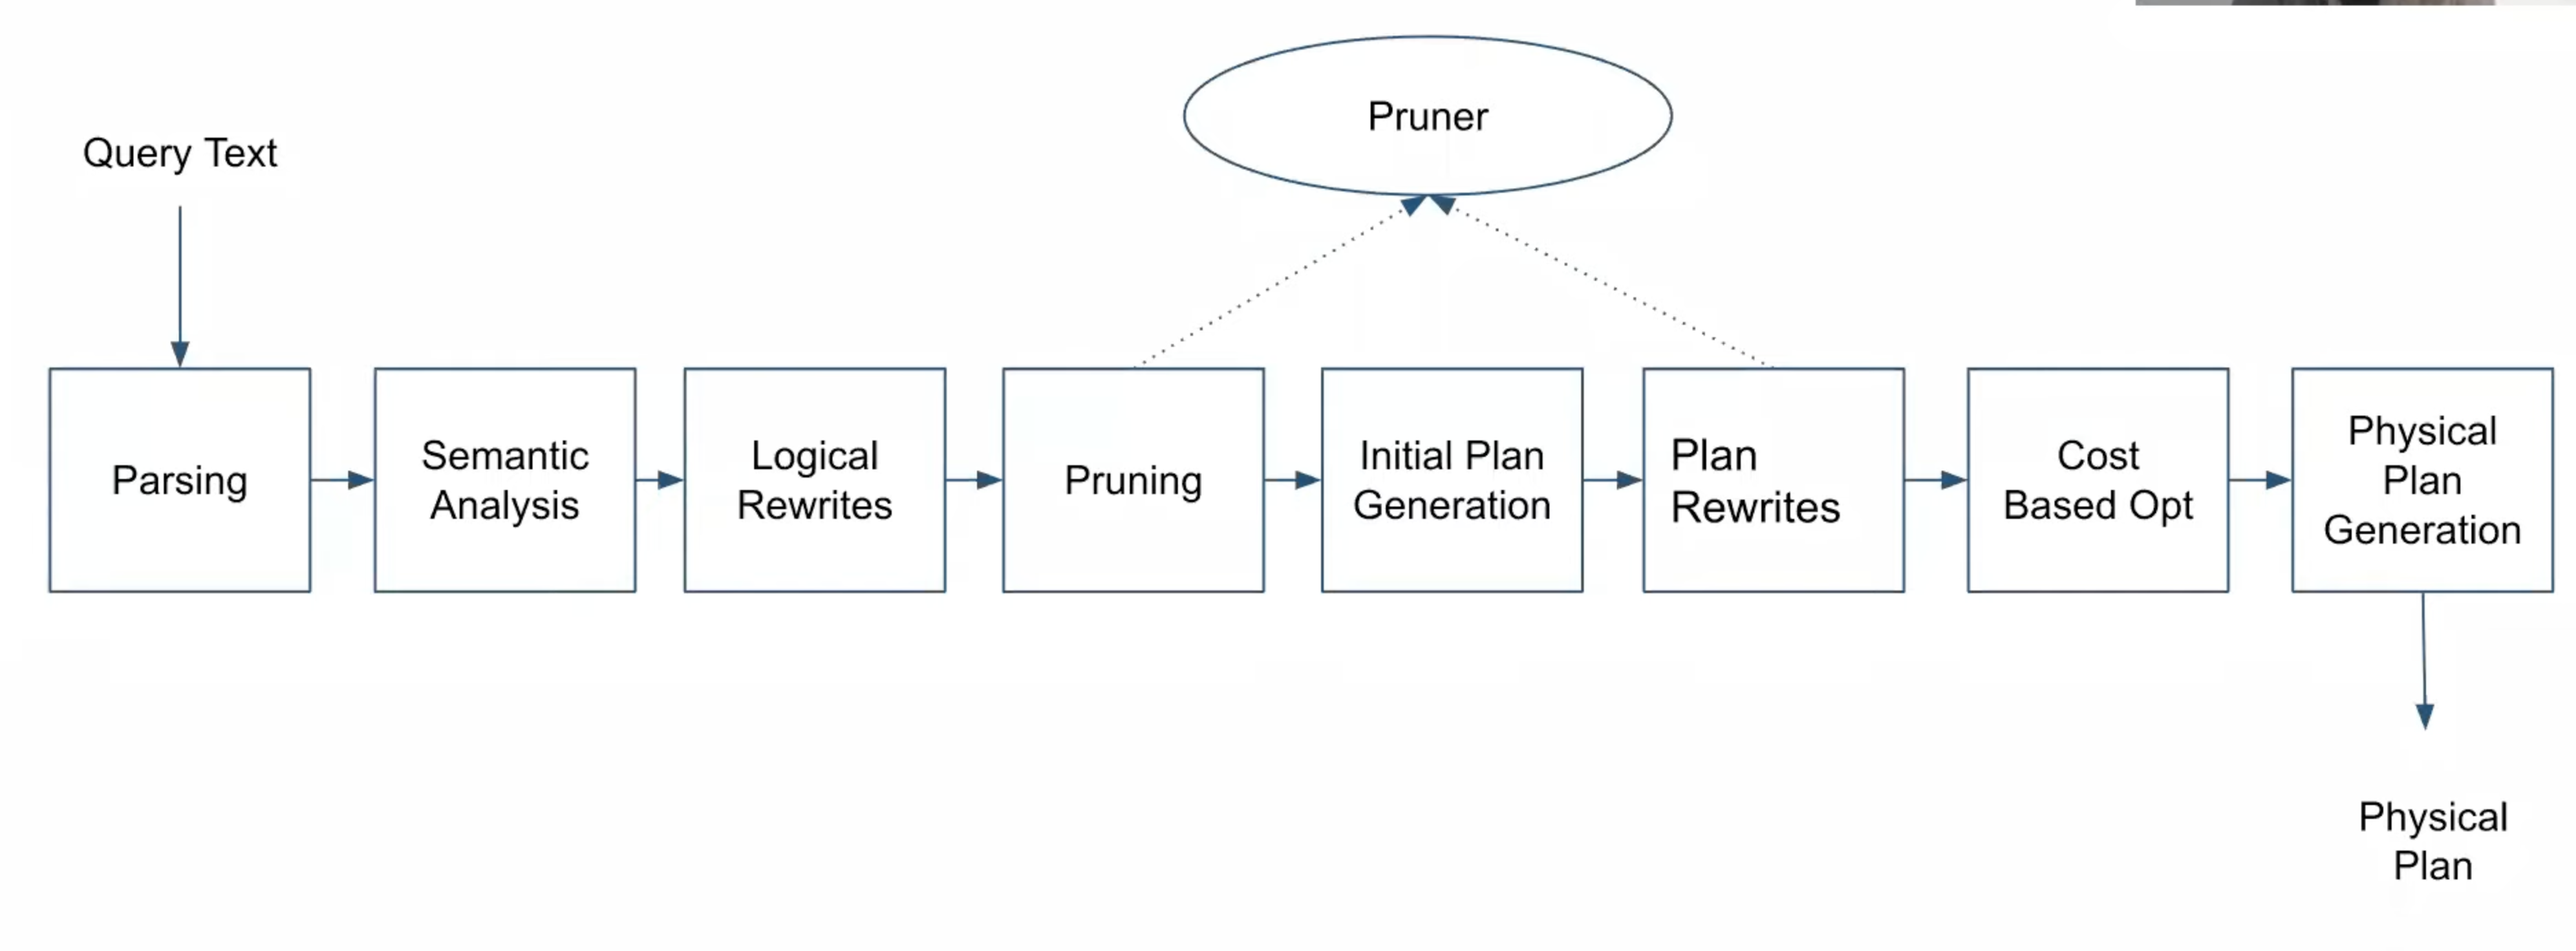 Pruner
Query Text
Parsing
Semantic
Analysis
Logical
Rewrites
Pruning
Initial Plan
Generation
Plan
Rewrites
Cost
Based Opt
Physical
Plan
Generation
Physical
Plan